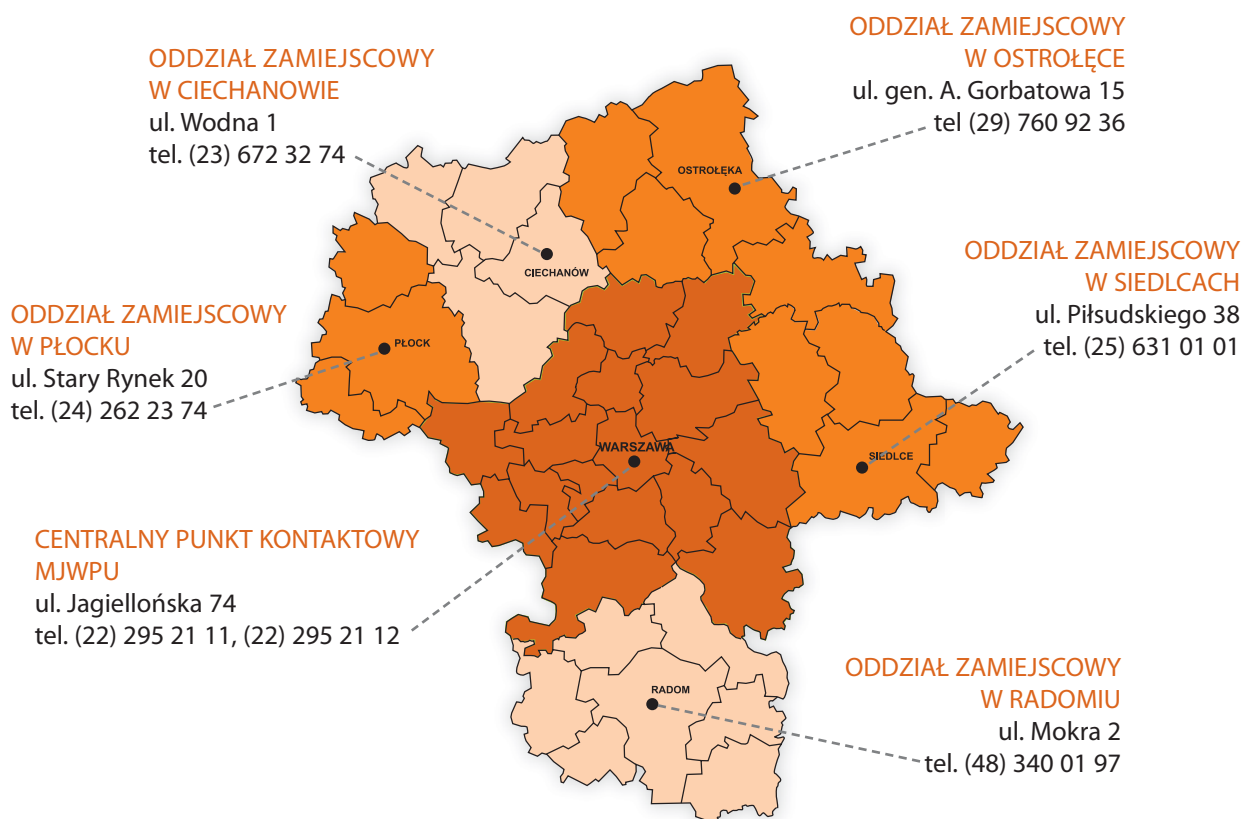 ODDZIAŁ ZAMIEJSCOWY
W CIECHANOWIE
ul. Wodna 1
tel. (23) 672 32 74
ODDZIAŁ ZAMIEJSCOWY
W OSTROŁĘCE
ul. gen. A. Gorbatowa 15
tel (29) 760 92 36
OSTROŁĘKA
CIECHANÓW
ODDZIAŁ ZAMIEJSCOWY
W SIEDLCACH
ul. Piłsudskiego 38
tel. (25) 631 01 01
ODDZIAŁ ZAMIEJSCOWY
W PŁOCKU
ul. Stary Rynek 20
tel. (24) 262 23 74
PŁOCK
WARSZAWA
SIEDLCE
CENTRALNY PUNKT KONTAKTOWY
MJWPU
ul. Jagiellońska 74
tel. (22) 295 21 11, (22) 295 21 12
RADOM
ODDZIAŁ ZAMIEJSCOWY
W RADOMIU
ul. Mokra 2
tel. (48) 340 01 97